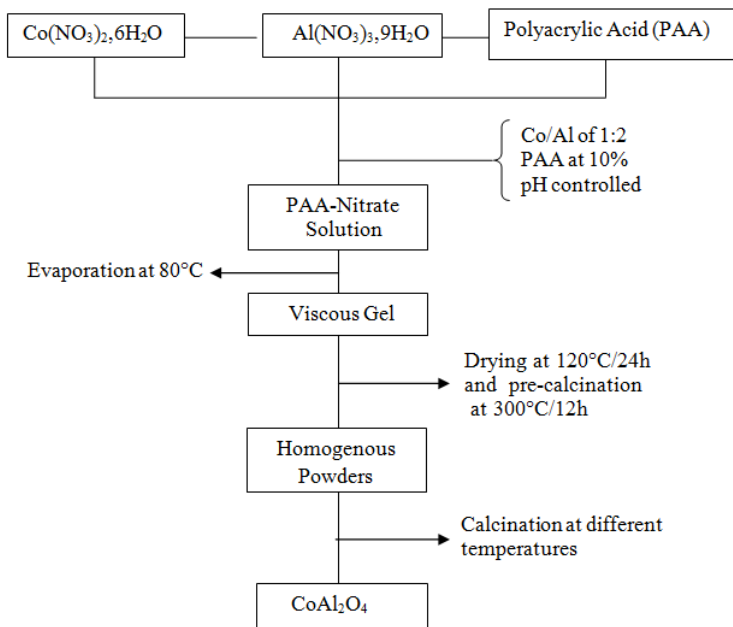 Co(NO₃)₂,6H₂O
Al(NO₃)₃,9H₂O
Polyacrylic Acid (PAA)
Co/Al of 1:2
PAA at 10%
pH controlled
PAA-Nitrate
Solution
Evaporation at 80°C
Viscous Gel
Drying at 120°C/24h
and pre-calcination
at 300°C/12h
Homogenous
Powders
Calcination at different
temperatures
CoAl₂O₄